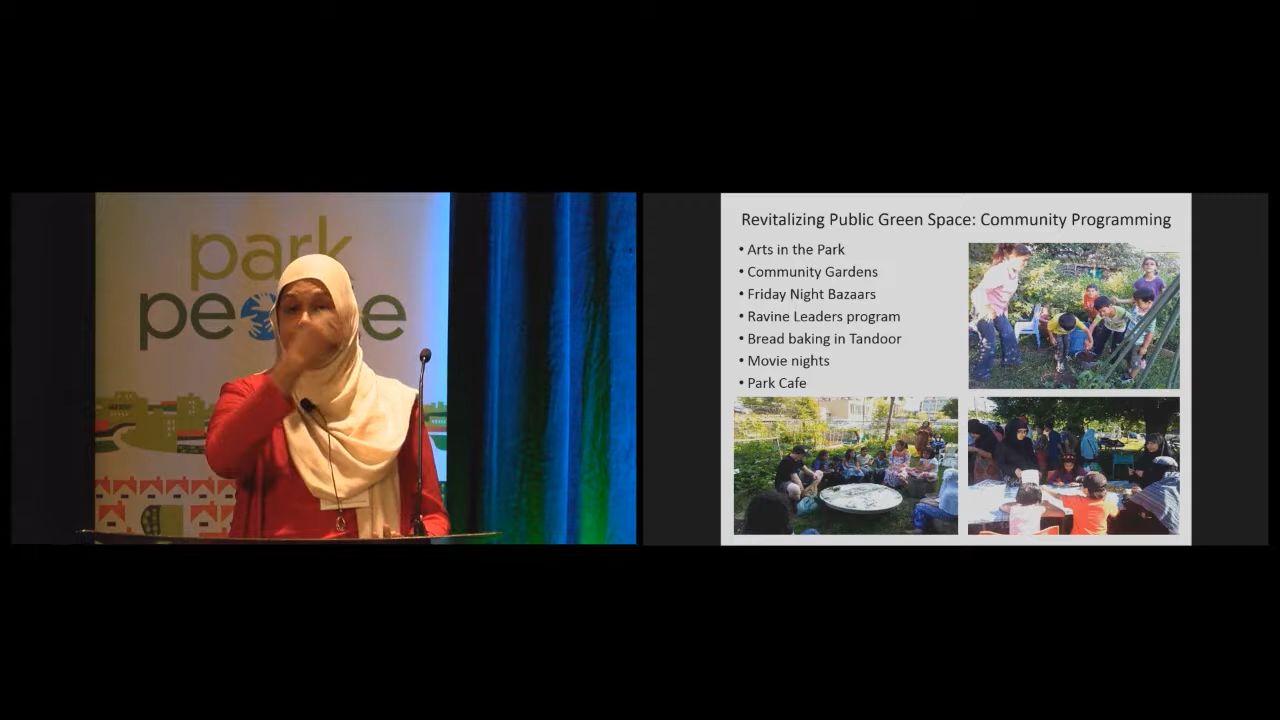 park
people
Revitalizing Public Green Space: Community Programming
• Arts in the Park
• Community Gardens
• Friday Night Bazaars
• Ravine Leaders program
• Bread baking in Tandoor
• Movie nights
• Park Cafe